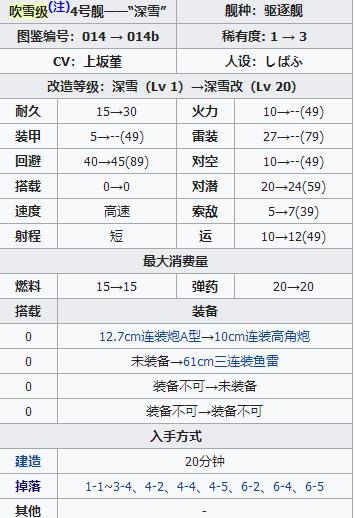 吹雪级(注)4号舰——“深雪” 舰种：驱逐舰
图鉴编号：014 → 014b 稀有度: 1 → 3
CV：上坂堇 人设：しばふ
改造等级：深雪（Lv 1）→深雪改（Lv 20）
耐久 15→30 火力 10→--(49)
装甲 5→--(49) 雷装 27→--(79)
回避 40→45(89) 对空 10→--(49)
搭载 0→0 对潜 20→24(59)
速度 高速 索敌 5→7(39)
射程 短 运 10→12(49)
最大消费量
燃料 15→15 弹药 20→20
搭载 装备
0 12.7cm连装炮A型→10cm连装高角炮
0 未装备→61cm三连装鱼雷
0 装备不可→未装备
0 装备不可→装备不可
入手方式
建造 20分钟
掉落 1-1~3-4、4-2、4-4、4-5、6-2、6-4、6-5
其他 -